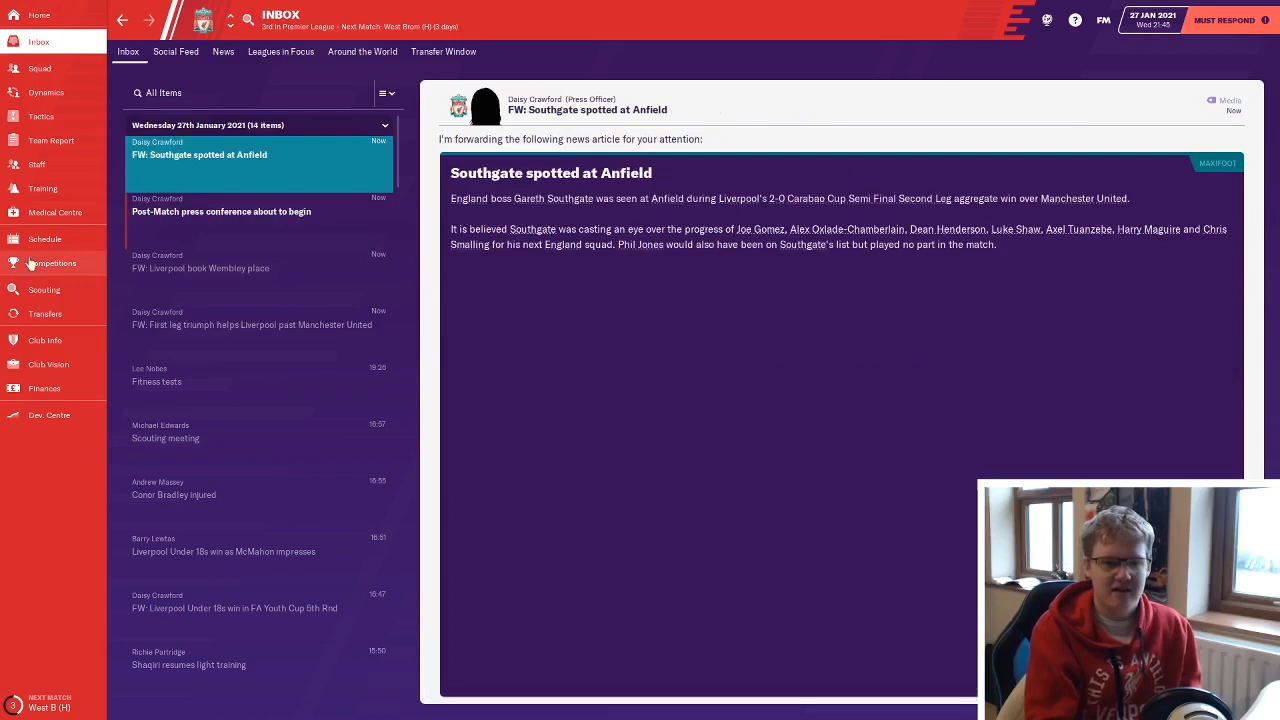 Home
Inbox
Squad
Dynamics
Tactics
Team Report
Staff
Training
Medical Centre
Schedule
Competitions
Scouting
Transfers
Club Info
Club Vision
Finances
Dev. Centre
3
NEXT MATCH
West B (H)
INBOX
3rd in Premier League - Next Match: West Brom (H) (3 days)
FM
27 JAN 2021
Wed 21:45
MUST RESPOND
Inbox
Social Feed
News
Leagues in Focus
Around the World
Transfer Window
All Items
Wednesday 27th January 2021 (14 items)
Daisy Crawford
Now
FW: Southgate spotted at Anfield
Daisy Crawford
Now
Post-Match press conference about to begin
Daisy Crawford
Now
FW: Liverpool book Wembley place
Daisy Crawford
Now
FW: First leg triumph helps Liverpool past Manchester United
Lee Nobes
19:26
Fitness tests
Michael Edwards
16:57
Scouting meeting
Andrew Massey
16:55
Conor Bradley injured
Barry Lewtas
16:51
Liverpool Under 18s win as McMahon impresses
Daisy Crawford
16:47
FW: Liverpool Under 18s win in FA Youth Cup 5th Rnd
Richie Partridge
15:50
Shaqiri resumes light training
Daisy Crawford (Press Officer)
FW: Southgate spotted at Anfield
Media
Now
I'm forwarding the following news article for your attention:
MAXIFOOT
Southgate spotted at Anfield
England boss Gareth Southgate was seen at Anfield during Liverpool's 2-0 Carabao Cup Semi Final Second Leg aggregate win over Manchester United.
It is believed Southgate was casting an eye over the progress of Joe Gomez, Alex Oxlade-Chamberlain, Dean Henderson, Luke Shaw, Axel Tuanzebe, Harry Maguire and Chris
Smalling for his next England squad. Phil Jones would also have been on Southgate's list but played no part in the match.
THIS IS ANFIELD